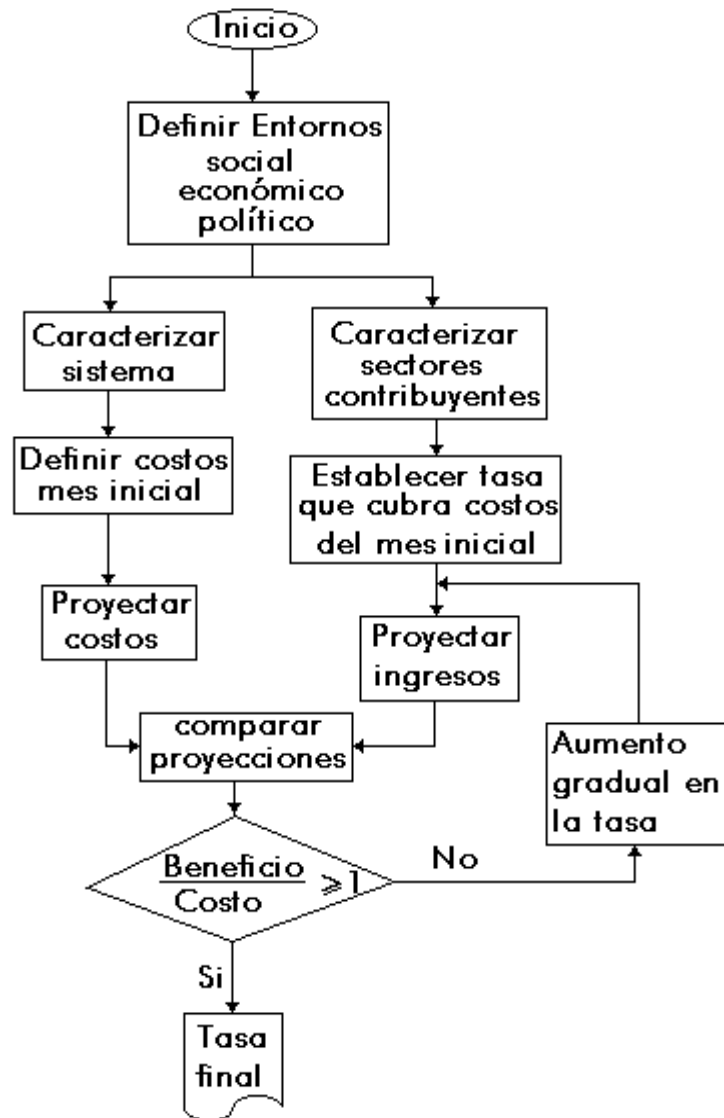 Inicio
Definir Entornos
social
económico
político
Caracterizar
sistema
Caracterizar
sectores
contribuyentes
Definir costos
mes inicial
Establecer tasa
que cubra costos
del mes inicial
Proyectar
costos
Proyectar
ingresos
comparar
proyecciones
Aumento
gradual en
la tasa
Beneficio
Costo
⩾ 1
No
Si
Tasa
final